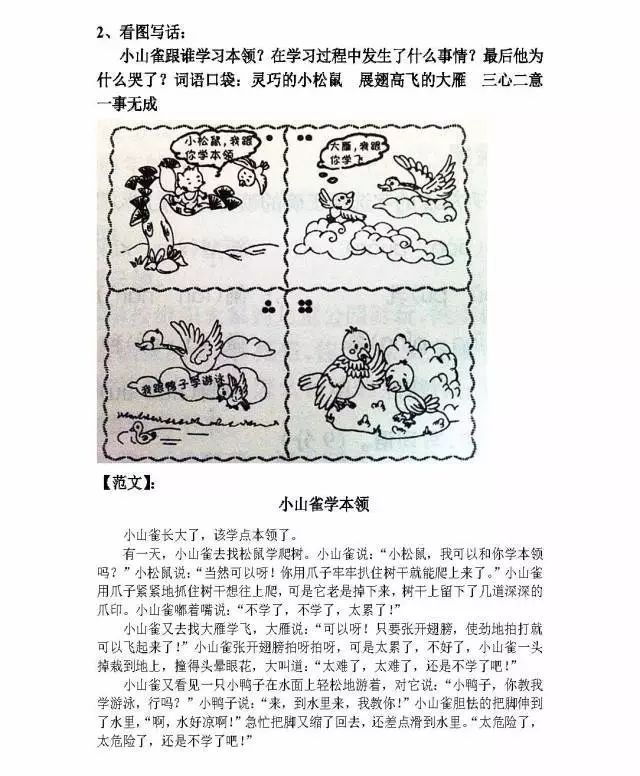 2、看图写话：
小山雀跟谁学习本领？在学习过程中发生了什么事情？最后他为
什么哭了？词语口袋：灵巧的小松鼠 展翅高飞的大雁 三心二意
一事无成
小松鼠，我跟
你学本领
大雁，我跟
你学飞
我跟鸭子学游泳
【范文】：
小山雀学本领
小山雀长大了，该学点本领了。
有一天，小山雀去找松鼠学爬树。小山雀说：“小松鼠，我可以和你学本领
吗？”小松鼠说：“当然可以呀！你用爪子牢牢扒住树干就能爬上来了。”小山雀
用爪子紧紧地抓住树干想往上爬，可是它老是掉下来，树干上留下了几道深深的
爪印。小山雀嘟着嘴说：“不学了，不学了，太累了！”
小山雀又去找大雁学飞，大雁说：“可以呀！只要张开翅膀，使劲地拍打就
可以飞起来了！”小山雀张开翅膀拍呀拍呀，可是太累了，不好了，小山雀一头
掉栽到地上，撞得头晕眼花，大叫道：“太难了，太难了，还是不学了吧！”
小山雀又看见一只小鸭子在水面上轻松地游着，对它说：“小鸭子，你教我
学游泳，行吗？”小鸭子说：“来，到水里来，我教你！”小山雀胆怯的把脚伸到
了水里，“啊，水好凉啊！”急忙把脚又缩了回去，还差点滑到水里。“太危险了，
太危险了，还是不学了吧！”